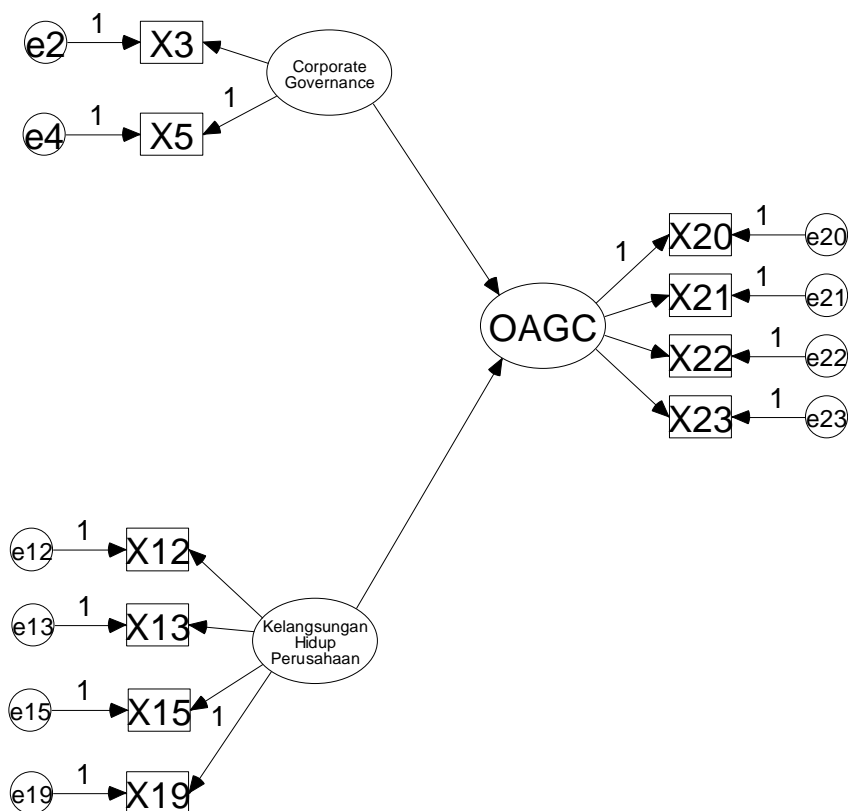 e2
1
X3
Corporate
Governance
1
e4
1
X5
OAGC
1
X20
1
e20
X21
1
e21
X22
1
e22
X23
1
e23
e12
1
X12
e13
1
X13
Kelangsungan
Hidup
Perusahaan
e15
1
X15
1
e19
1
X19